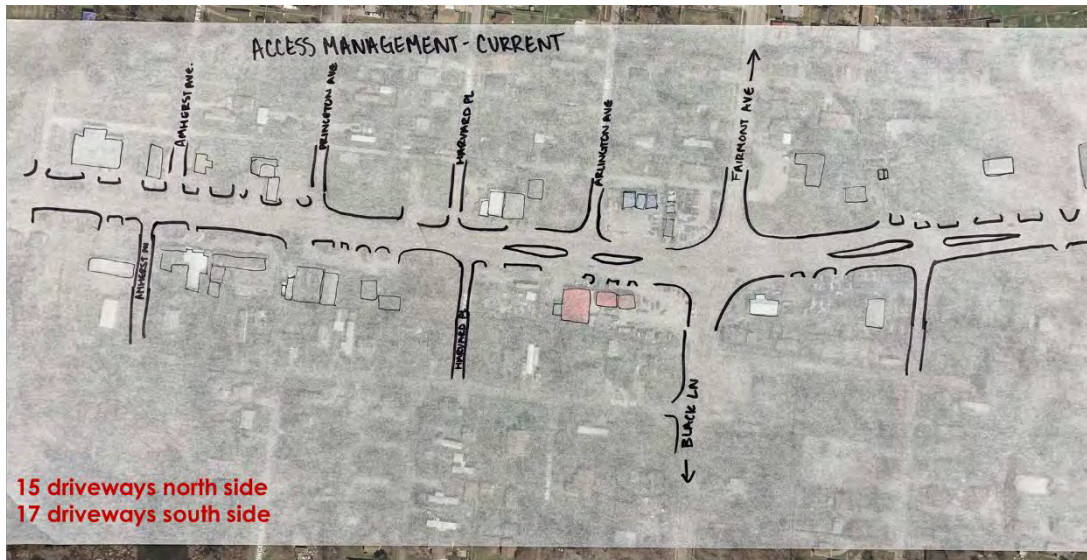 ACCESS MANAGEMENT - CURRENT
AMHERST AVE.
PRINCETON AVE
HARVARD PL
ARLINGTON AVE
FAIRMONT AVE
AMHERST PL
HARVARD PL
BLACK LN
15 driveways north side
17 driveways south side